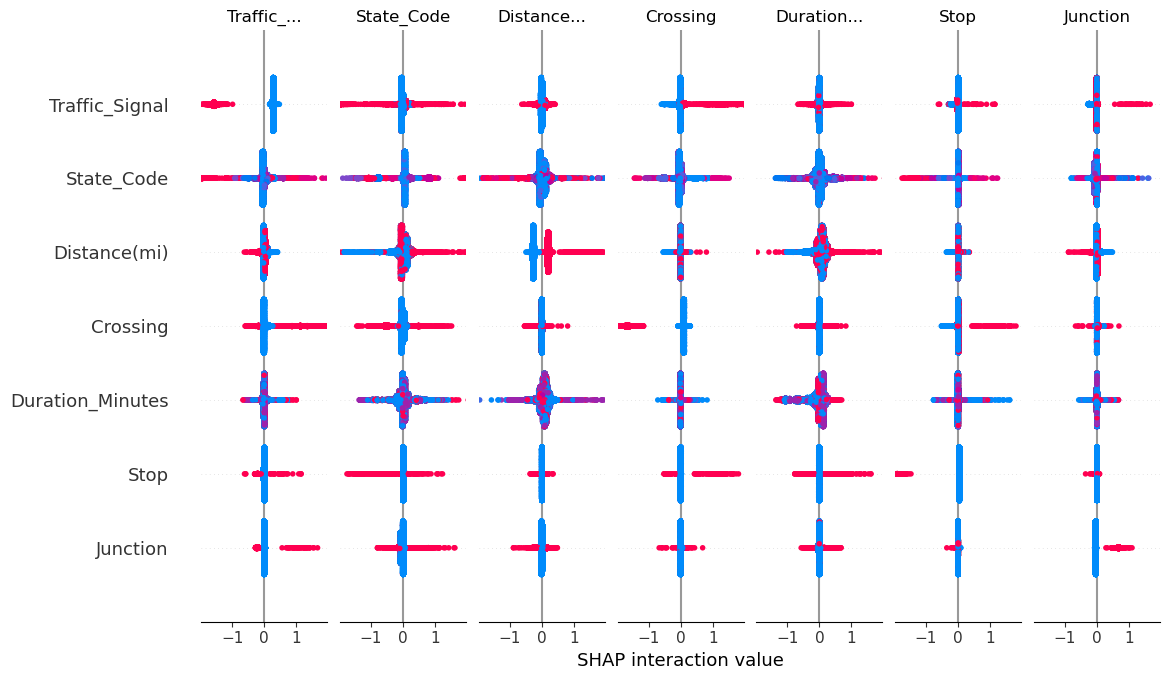 Traffic_... State_Code Distance... Crossing Duration... Stop Junction
Traffic_Signal
State_Code
Distance(mi)
Crossing
Duration_Minutes
Stop
Junction
−1 0 1 −1 0 1 −1 0 1 −1 0 1 −1 0 1 −1 0 1 −1 0 1
SHAP interaction value